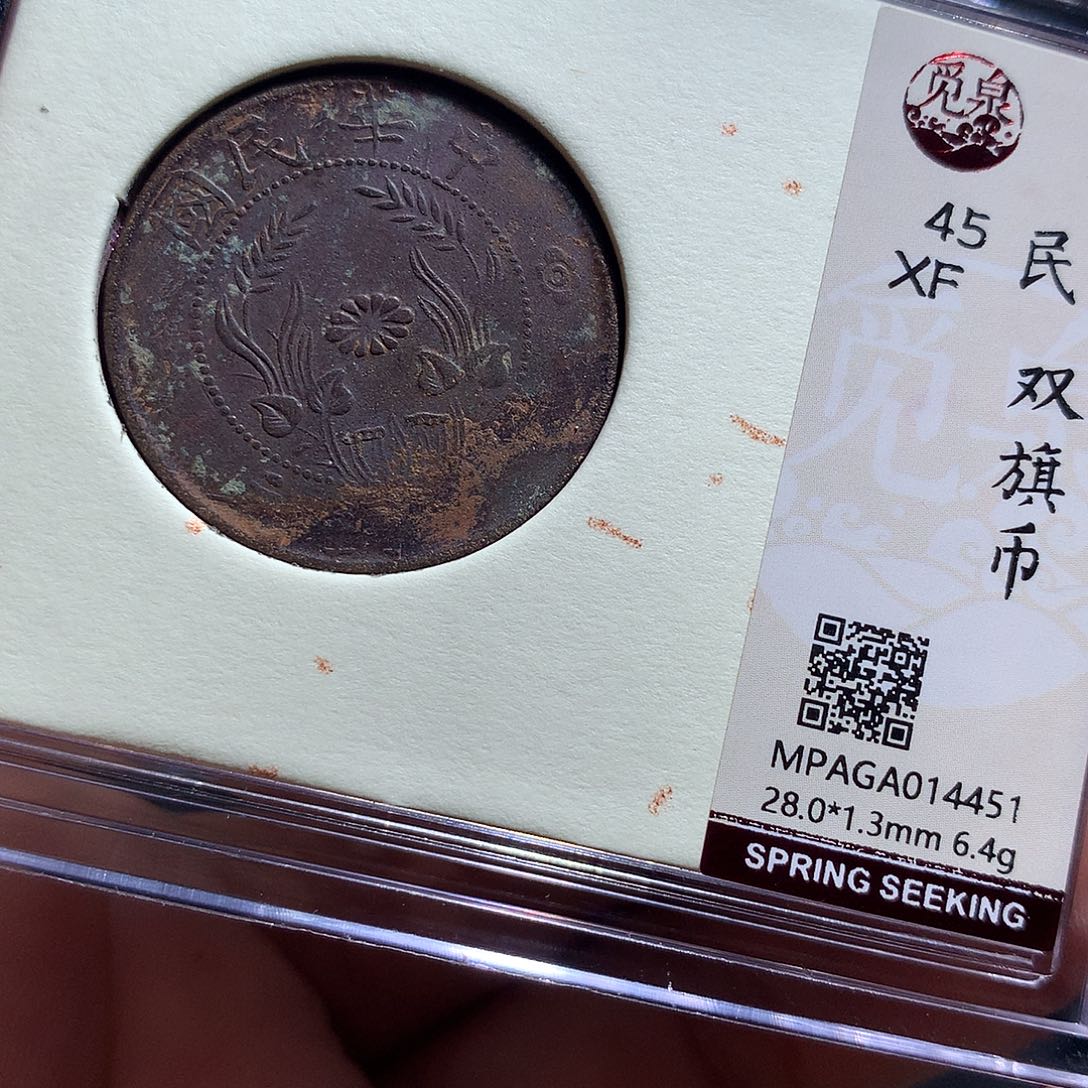 中華民國
觅泉
45
XF
民
双旗币
MPAGA014451
28.0*1.3mm 6.4g
SPRING SEEKING